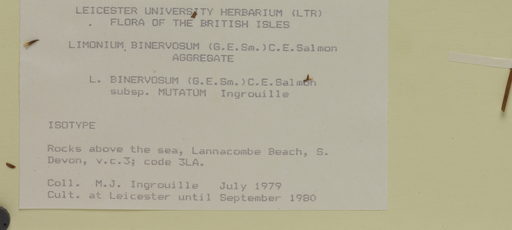 LEICESTER UNIVERSITY HERBARIUM (LTR)
FLORA OF THE BRITISH ISLES
LIMONIUM BINERVOSUM (G.E.Sm.)C.E.Salmon
AGGREGATE
L. BINERVOSUM (G.E.Sm.)C.E.Salmon
subsp. MUTATUM Ingrouille
ISOTYPE
Rocks above the sea, Lannacombe Beach, S.
Devon, v.c.3; code 3LA.
Coll. M.J. Ingrouille July 1979
Cult. at Leicester until September 1980